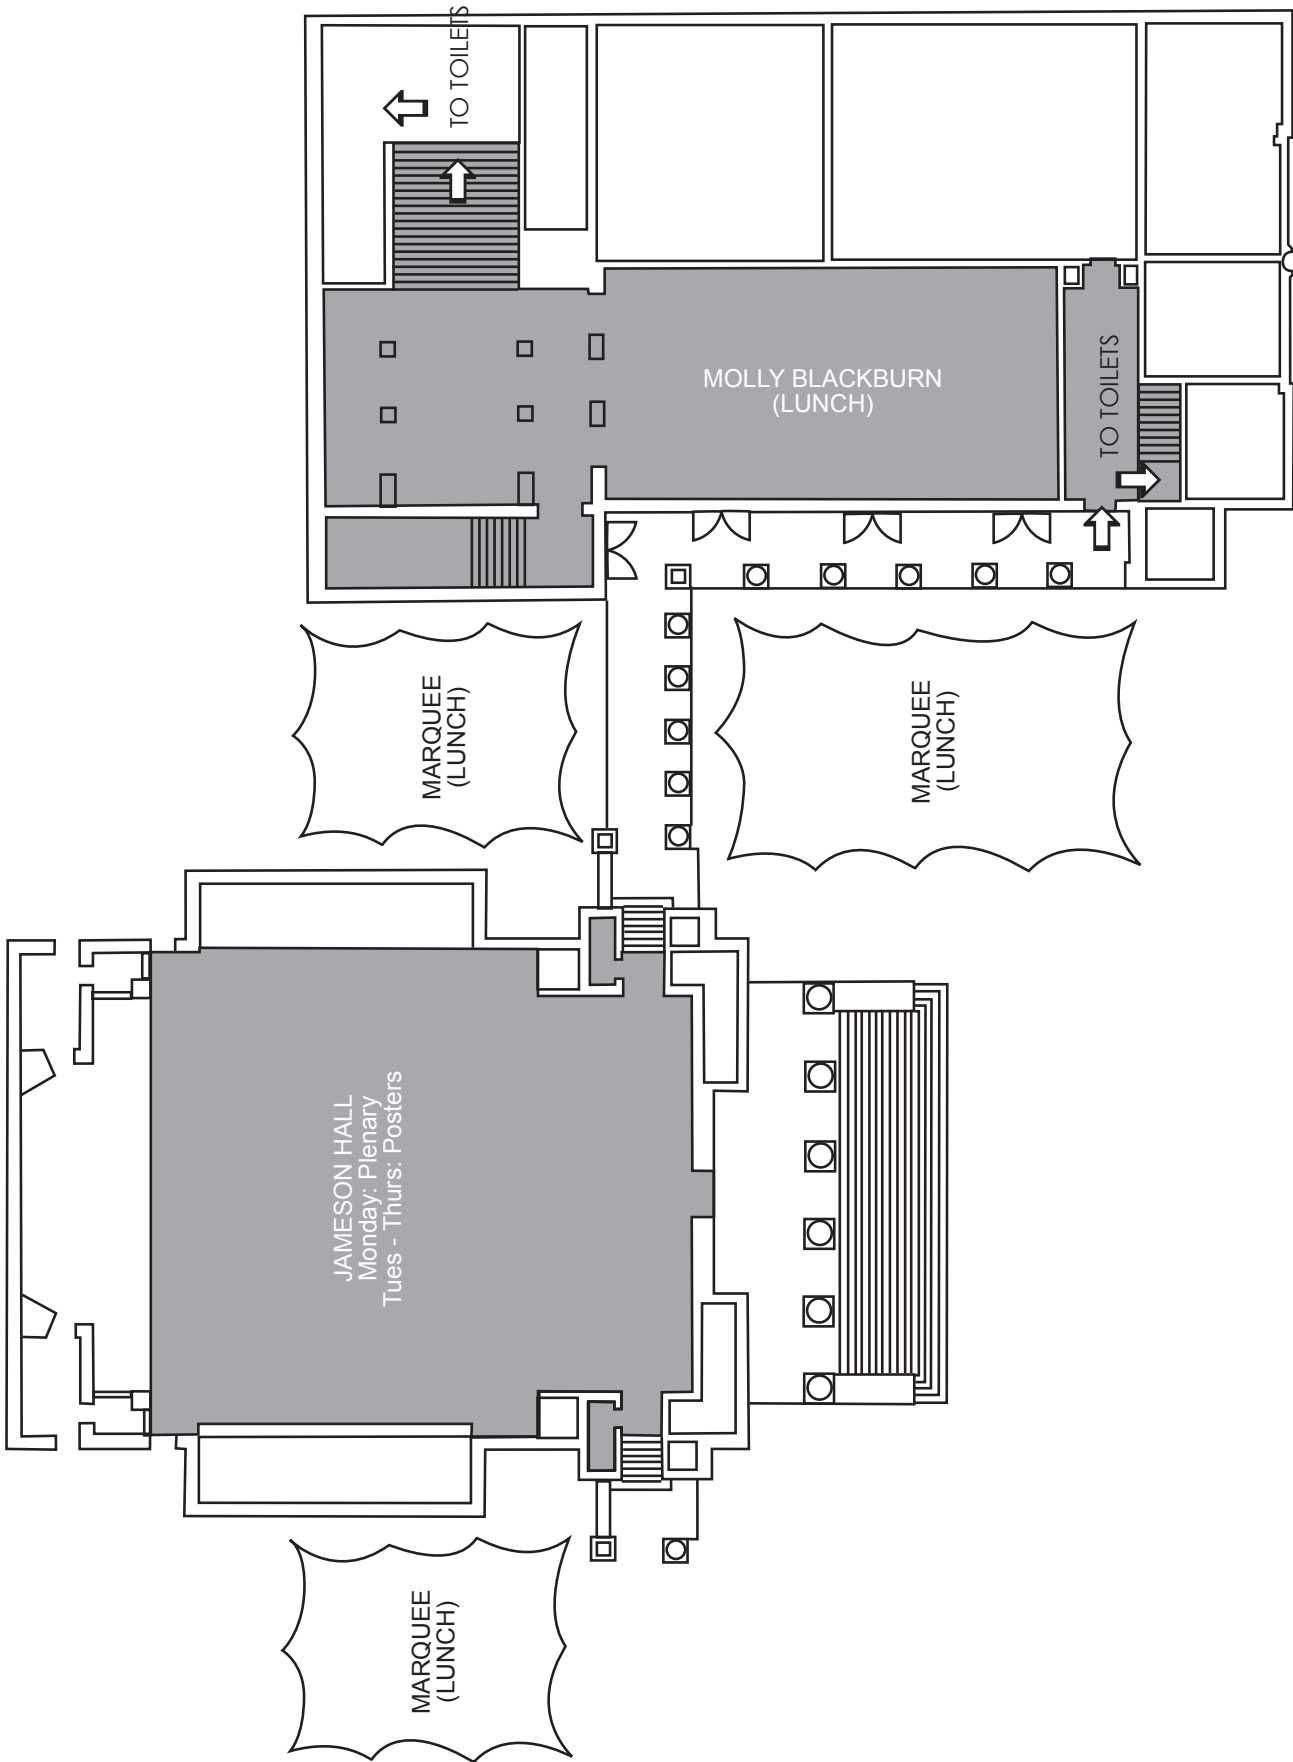 TO TOILETS
MOLLY BLACKBURN
(LUNCH)
TO TOILETS
MARQUEE
(LUNCH)
MARQUEE
(LUNCH)
JAMESON HALL
Monday: Plenary
Tues - Thurs: Posters
MARQUEE
(LUNCH)